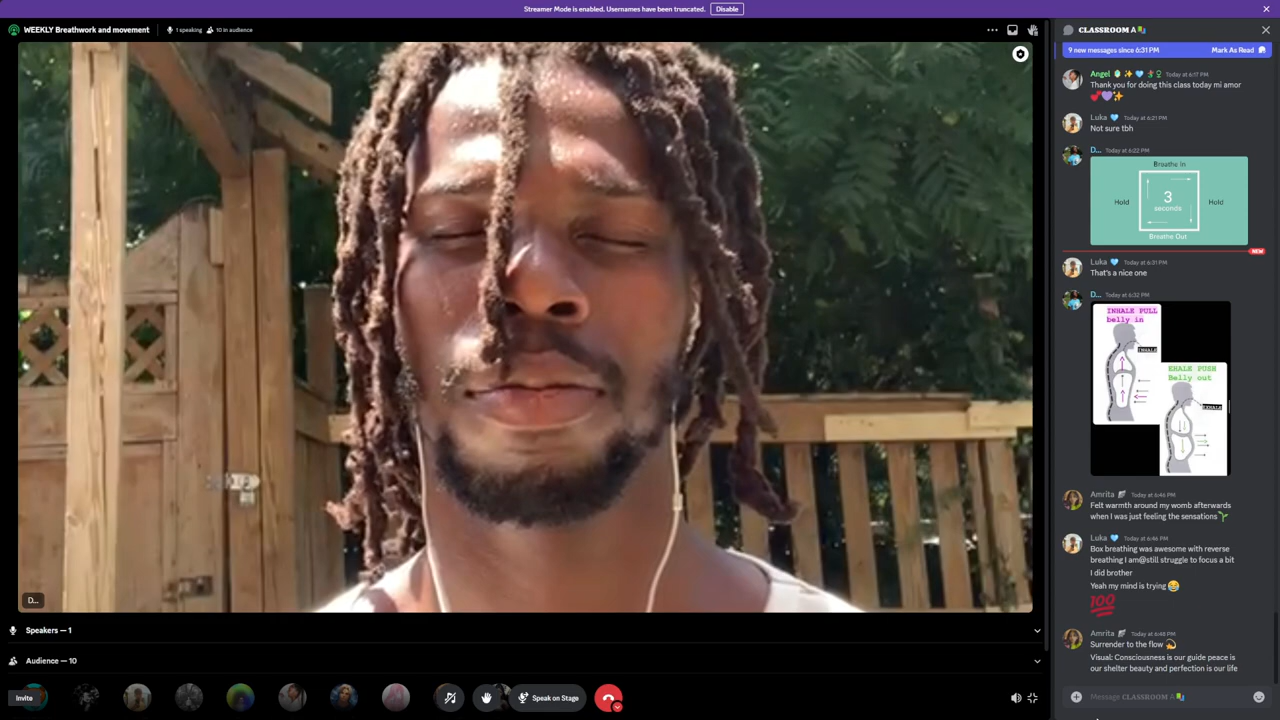 Streamer Mode is enabled. Usernames have been truncated. Disable
WEEKLY Breathwork and movement
1 speaking
10 in audience
D...
Speakers — 1
Audience — 10
Invite
Speak on Stage
CLASSROOM A
9 new messages since 6:31 PM
Mark As Read
Angel Today at 6:17 PM
Thank you for doing this class today mi amor
Luka Today at 6:21 PM
Not sure tbh
D... Today at 6:22 PM
Breathe In
Hold
3
seconds
Hold
Breathe Out
NEW
Luka Today at 6:31 PM
That's a nice one
D... Today at 6:32 PM
INHALE PULL
belly in
INHALE
EHALE PUSH
Belly out
EXHALE
Amrita Today at 6:46 PM
Felt warmth around my womb afterwards
when I was just feeling the sensations
Luka Today at 6:46 PM
Box breathing was awesome with reverse
breathing I am@still struggle to focus a bit
I did brother
Yeah my mind is trying
100
Amrita Today at 6:48 PM
Surrender to the flow
Visual: Consciousness is our guide peace is
our shelter beauty and perfection is our life
Message CLASSROOM A